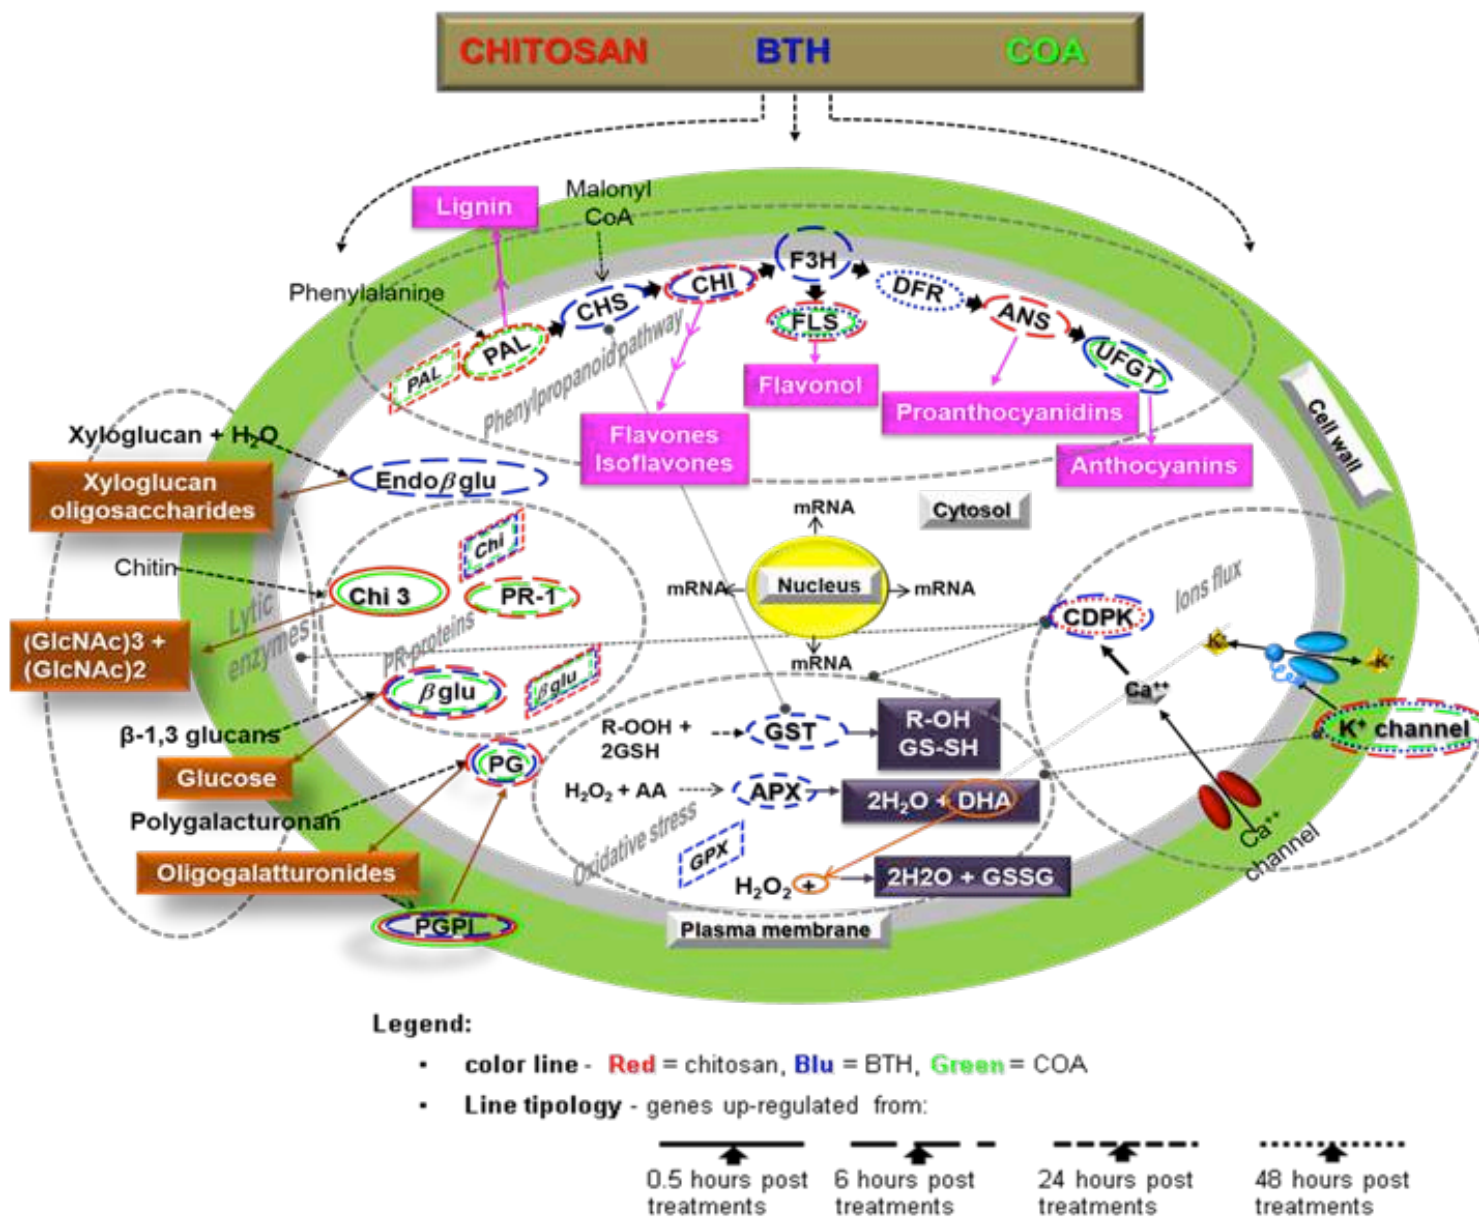 CHITOSAN BTH COA
Lignin
Malonyl
CoA
Phenylalanine
PAL
PAL
CHS
CHI
F3H
FLS
DFR
ANS
UFGT
Phenylpropanoid pathway
Flavonol
Proanthocyanidins
Anthocyanins
Flavones
Isoflavones
Cell wall
Xyloglucan + H₂O
Xyloglucan
oligosaccharides
Endo β glu
Cytosol
mRNA
mRNA
Nucleus
mRNA
mRNA
Chitin
Chi 3
Chi
PR-1
PR-proteins
Lytic
enzymes
(GlcNAc)3 +
(GlcNAc)2
β glu
β glu
β-1,3 glucans
Glucose
PG
Polygalacturonan
Oligogalatturonides
PGPI
Ions flux
CDPK
K
K⁺
Ca⁺⁺
K⁺ channel
Ca⁺⁺
channel
R-OOH +
2GSH
GST
R-OH
GS-SH
H₂O₂ + AA
APX
2H₂O + DHA
Oxidative stress
GPX
H₂O₂ +
2H2O + GSSG
Plasma membrane
Legend:
▪ color line - Red = chitosan, Blu = BTH, Green = COA
▪ Line tipology - genes up-regulated from:
0.5 hours post
treatments
6 hours post
treatments
24 hours post
treatments
48 hours post
treatments